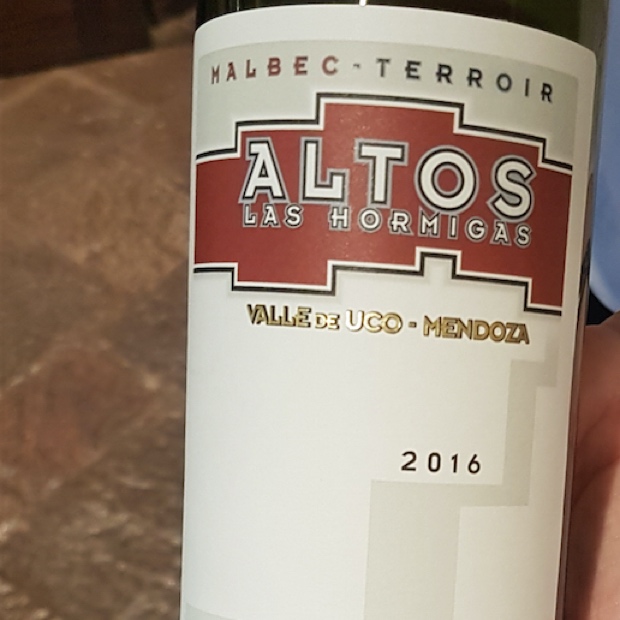 MALBEC - TERROIR
ALTOS
LAS HORMIGAS
VALLE DE UCO - MENDOZA
2016